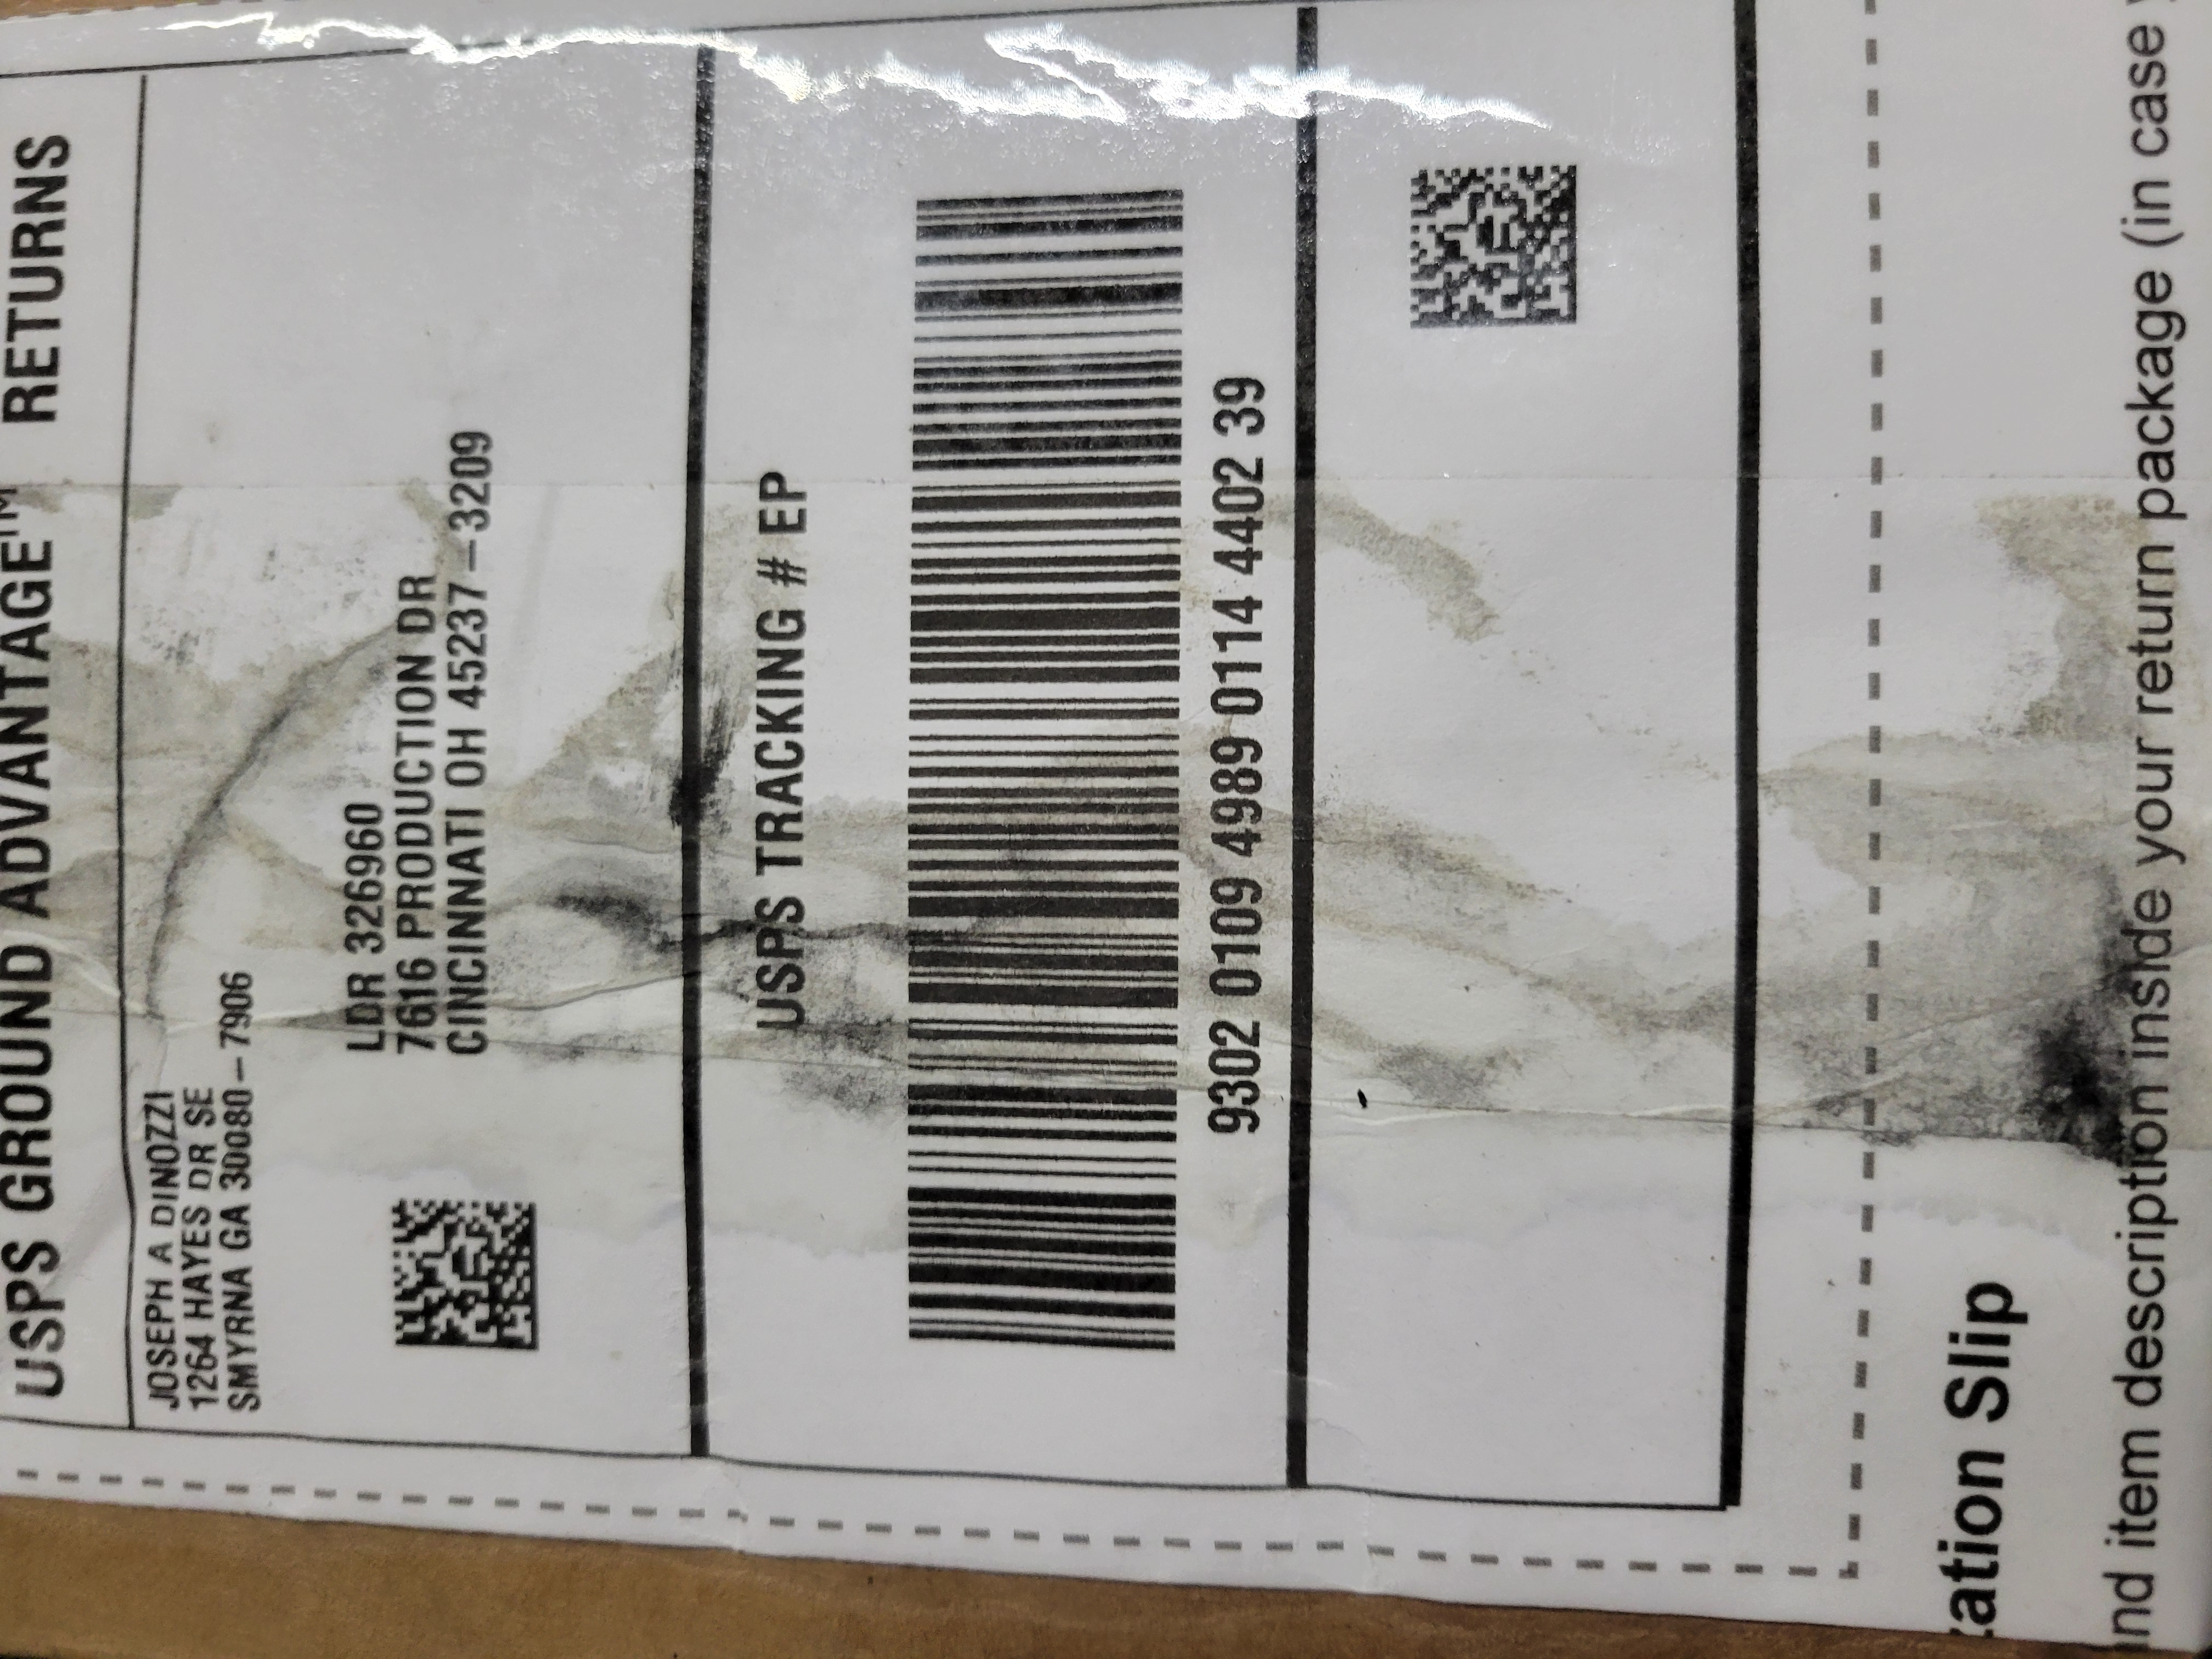 USPS GROUND ADVANTAGE™ RETURNS
JOSEPH A DINOZZI
1264 HAYES DR SE
SMYRNA GA 30080-7906
LDR 326960
7616 PRODUCTION DR
CINCINNATI OH 45237-3209
USPS TRACKING # EP
9302 0109 4989 0114 4402 39
zation Slip
nd item description inside your return package (in case